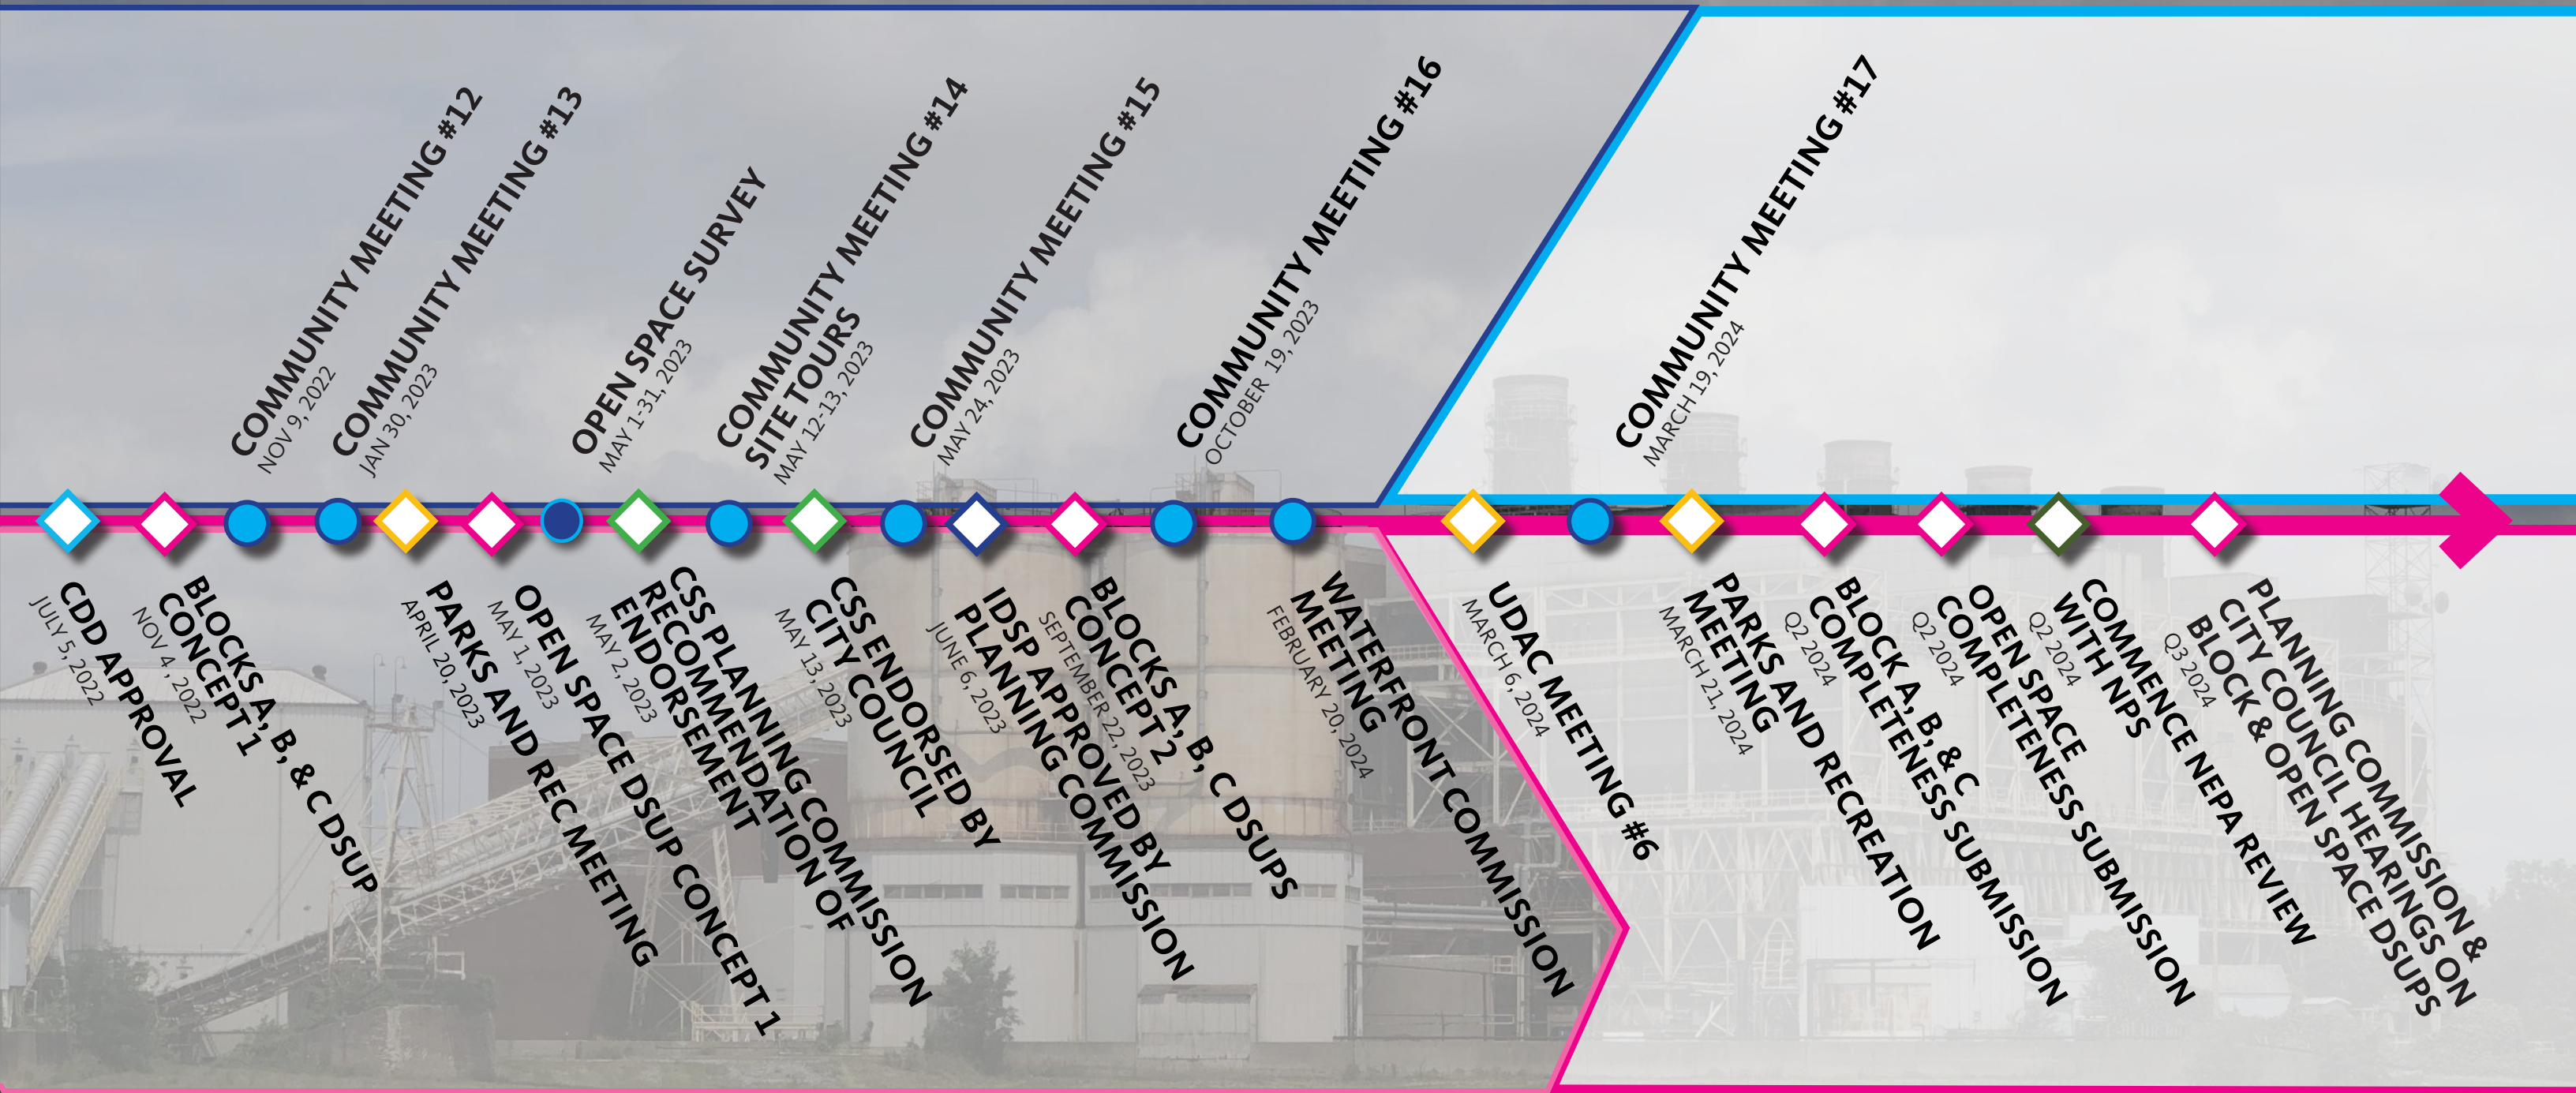 COMMUNITY MEETING #12
NOV 9, 2022
COMMUNITY MEETING #13
JAN 30, 2023
OPEN SPACE SURVEY
MAY 1-31, 2023
COMMUNITY MEETING #14
SITE TOURS
MAY 12-13, 2023
COMMUNITY MEETING #15
MAY 24, 2023
COMMUNITY MEETING #16
OCTOBER 19, 2023
COMMUNITY MEETING #17
MARCH 19, 2024
CDD APPROVAL
JULY 5, 2022
BLOCKS A, B, & C DSUP
CONCEPT 1
NOV 4, 2022
PARKS AND REC MEETING
APRIL 20, 2023
OPEN SPACE DSUP CONCEPT 1
MAY 1, 2023
CSS PLANNING COMMISSION
RECOMMENDATION OF
ENDORSEMENT
MAY 2, 2023
CSS ENDORSED BY
CITY COUNCIL
MAY 13, 2023
IDSP APPROVED BY
PLANNING COMMISSION
JUNE 6, 2023
BLOCKS A, B, C DSUPS
CONCEPT 2
SEPTEMBER 22, 2023
WATERFRONT COMMISSION
MEETING
FEBRUARY 20, 2024
UDAC MEETING #6
MARCH 6, 2024
PARKS AND RECREATION
MEETING
MARCH 21, 2024
BLOCK A, B, & C
COMPLETENESS SUBMISSION
Q2 2024
OPEN SPACE
COMPLETENESS SUBMISSION
Q2 2024
COMMENCE NEPA REVIEW
WITH NPS
Q2 2024
PLANNING COMMISSION &
CITY COUNCIL HEARINGS ON
BLOCK & OPEN SPACE DSUPS
Q3 2024